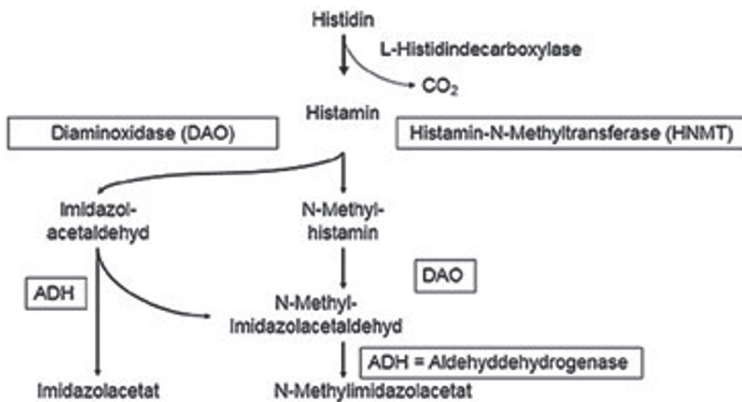 Histidin
L-Histidindecarboxylase
CO₂
Histamin
Diaminoxidase (DAO)
Histamin-N-Methyltransferase (HNMT)
Imidazol-
acetaldehyd
N-Methyl-
histamin
ADH
DAO
N-Methyl-
Imidazolacetaldehyd
ADH = Aldehyddehydrogenase
Imidazolacetat
N-Methylimidazolacetat